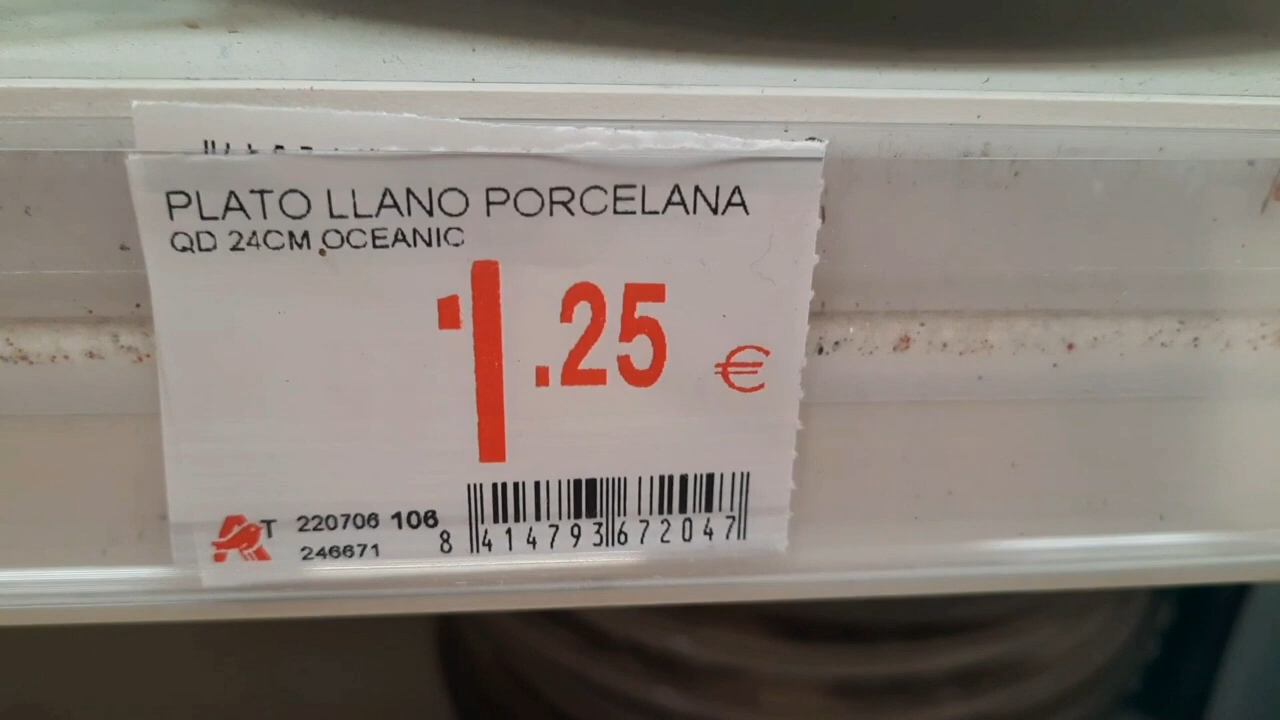 PLATO LLANO PORCELANA
QD 24CM OCEANIC
1.25 €
T 220706 106
246671
8 414793 672047